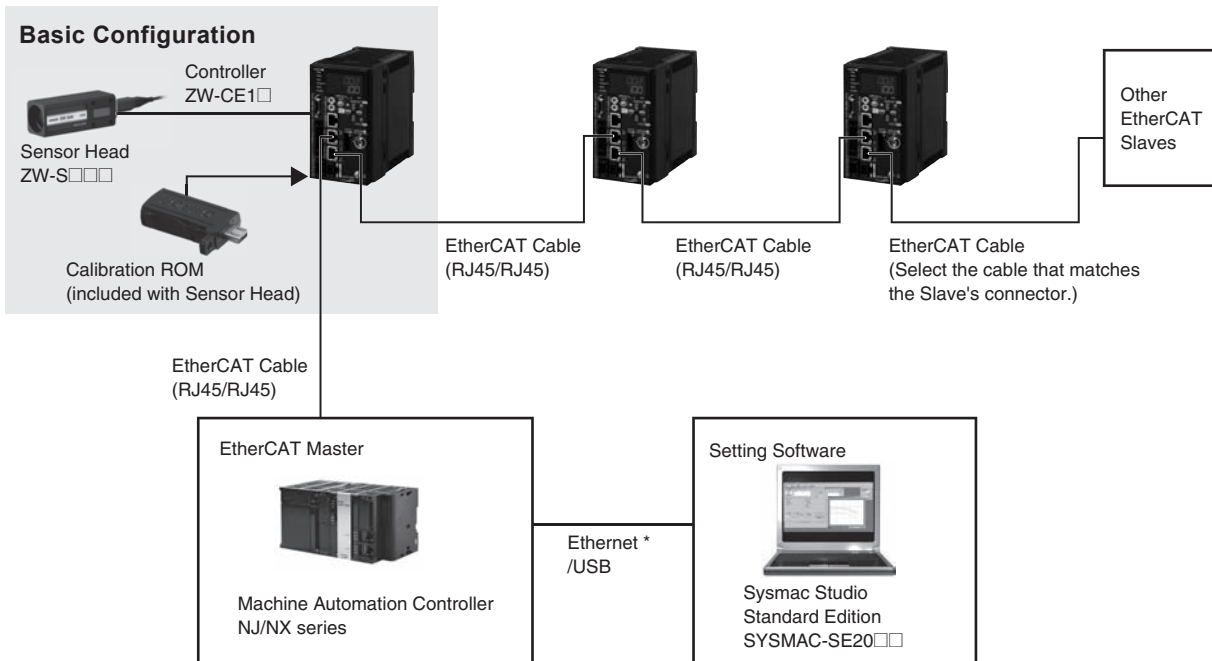 Basic Configuration
Controller
ZW-CE1□
Sensor Head
ZW-S□□□
Calibration ROM
(included with Sensor Head)
Other
EtherCAT
Slaves
EtherCAT Cable
(RJ45/RJ45)
EtherCAT Cable
(RJ45/RJ45)
EtherCAT Cable
(Select the cable that matches
the Slave's connector.)
EtherCAT Cable
(RJ45/RJ45)
EtherCAT Master
Machine Automation Controller
NJ/NX series
Ethernet *
/USB
Setting Software
Sysmac Studio
Standard Edition
SYSMAC-SE20□□